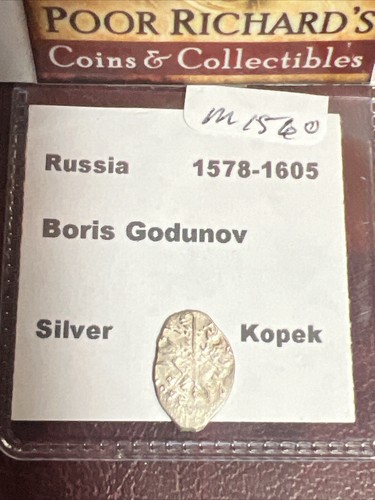 POOR RICHARD'S
Coins & Collectibles
Russia 1578-1605
Boris Godunov
Silver Kopek